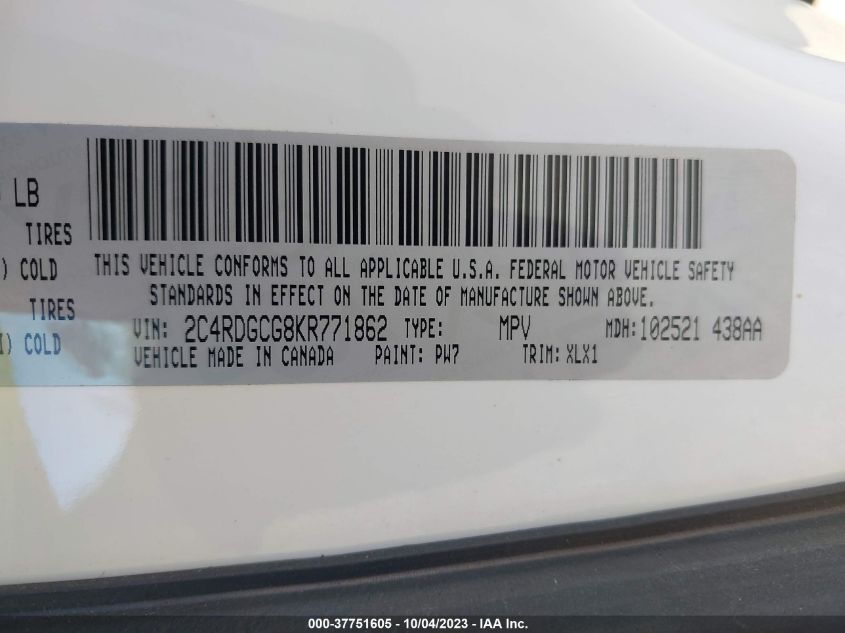 LB
TIRES
) COLD
TIRES
I) COLD
THIS VEHICLE CONFORMS TO ALL APPLICABLE U.S.A. FEDERAL MOTOR VEHICLE SAFETY
STANDARDS IN EFFECT ON THE DATE OF MANUFACTURE SHOWN ABOVE.
VIN: 2C4RDGCG8KR771862 TYPE: MPV MDH: 102521 438AA
VEHICLE MADE IN CANADA PAINT: PW7 TRIM: XLX1
000-37751605 - 10/04/2023 - IAA Inc.